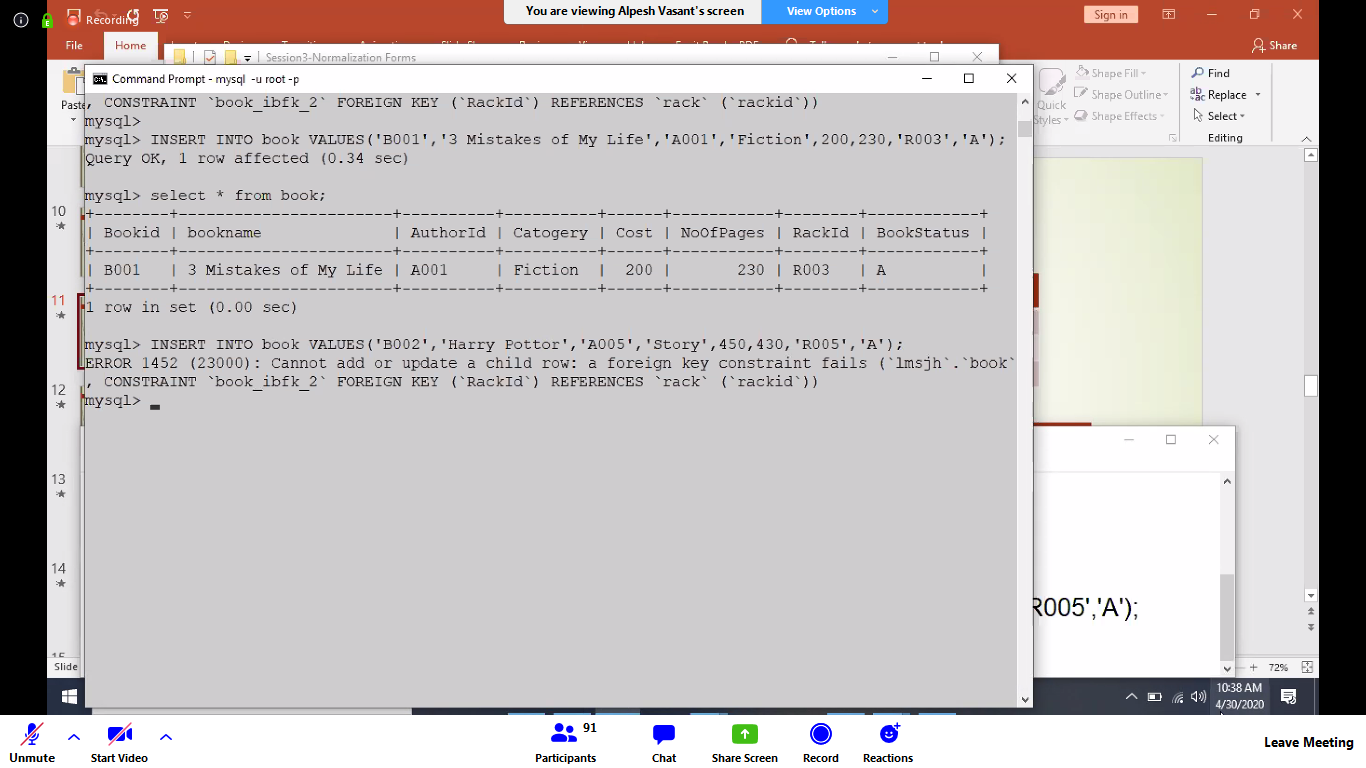 Recording
You are viewing Alpesh Vasant's screen
View Options
Sign in
File
Home
Share
Session3-Normalization Forms
Command Prompt - mysql -u root -p
Paste
Quick
Styles
Shape Fill
Shape Outline
Shape Effects
Find
Replace
Select
Editing
, CONSTRAINT `book_ibfk_2` FOREIGN KEY (`RackId`) REFERENCES `rack` (`rackid`))
mysql>
mysql> INSERT INTO book VALUES('B001','3 Mistakes of My Life','A001','Fiction',200,230,'R003','A');
Query OK, 1 row affected (0.34 sec)
mysql> select * from book;
+--------+-----------------------+----------+----------+------+-----------+--------+------------+
| Bookid | bookname | AuthorId | Catogery | Cost | NoOfPages | RackId | BookStatus |
+--------+-----------------------+----------+----------+------+-----------+--------+------------+
| B001 | 3 Mistakes of My Life | A001 | Fiction | 200 | 230 | R003 | A |
+--------+-----------------------+----------+----------+------+-----------+--------+------------+
1 row in set (0.00 sec)
mysql> INSERT INTO book VALUES('B002','Harry Pottor','A005','Story',450,430,'R005','A');
ERROR 1452 (23000): Cannot add or update a child row: a foreign key constraint fails (`lmsjh`.`book`
, CONSTRAINT `book_ibfk_2` FOREIGN KEY (`RackId`) REFERENCES `rack` (`rackid`))
mysql>
10
11
12
13
14
15
R005','A');
Slide
72%
10:38 AM
4/30/2020
Unmute
Start Video
91
Participants
Chat
Share Screen
Record
Reactions
Leave Meeting